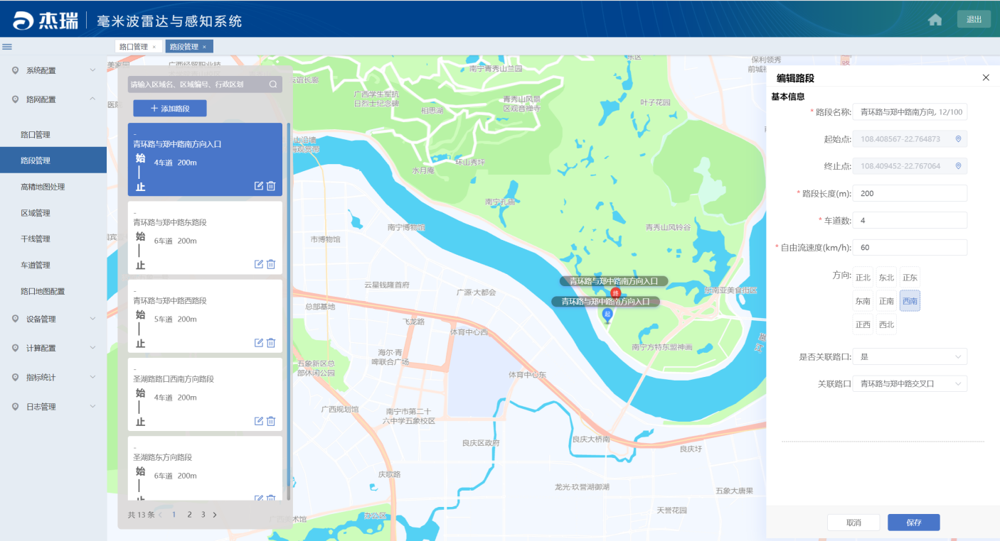 杰瑞
毫米波雷达与感知系统
退出
路口管理 ×
路段管理 ×
系统配置
路网配置
路口管理
路段管理
高精地图处理
区域管理
干线管理
车道管理
路口地图配置
设备管理
计算配置
指标统计
日志管理
请输入区域名、区域编号、行政区划
+ 添加路段
-
青环路与郑中路南方向入口
始
4车道 200m
止
-
青环路与郑中路东路段
始
6车道 200m
止
-
青环路与郑中路西路段
始
5车道 200m
止
-
圣湖路路口西南方向路段
始
4车道 200m
止
-
圣湖路东方向路段
始
6车道 200m
共 13 条 < 1 2 3 >
南宁青秀山兰园
保利领秀
前城
友谊长廊
广西学生军抗
日烈士纪念碑
相思湖
青秀山风景
区观音禅寺
叶子花园
环山秀坪
水月庵
南宁孔庙
南宁博物馆
市博物馆
青秀山风铃谷
云星钱隆首府
广源·大都会
总部基地
飞龙路
体育中心西
东南亚美食街区
青环路与郑中路南方向入口
终
青环路与郑中路南方向入口
起
南宁方特东盟神画
邕
江
海尔·青
啤联合广场
五象新区总
部休闲公园
体育中心东
广西规划馆
南宁市第二十
六中学五象校区
良庆区政府
良庆大桥南
良庆圩
庆歌路
龙光·玖誉湖御湖
五象大唐果
天誉花园
编辑路段
×
基本信息
* 路段名称: 青环路与郑中路南方向, 12/100
起始点: 108.408567-22.764873
终止点: 108.409452-22.767064
* 路段长度(m): 200
* 车道数: 4
* 自由流速度(km/h): 60
方向: 正北 东北 正东
东南 正南 西南
正西 西北
是否关联路口: 是
关联路口 青环路与郑中路交叉口
取消
保存